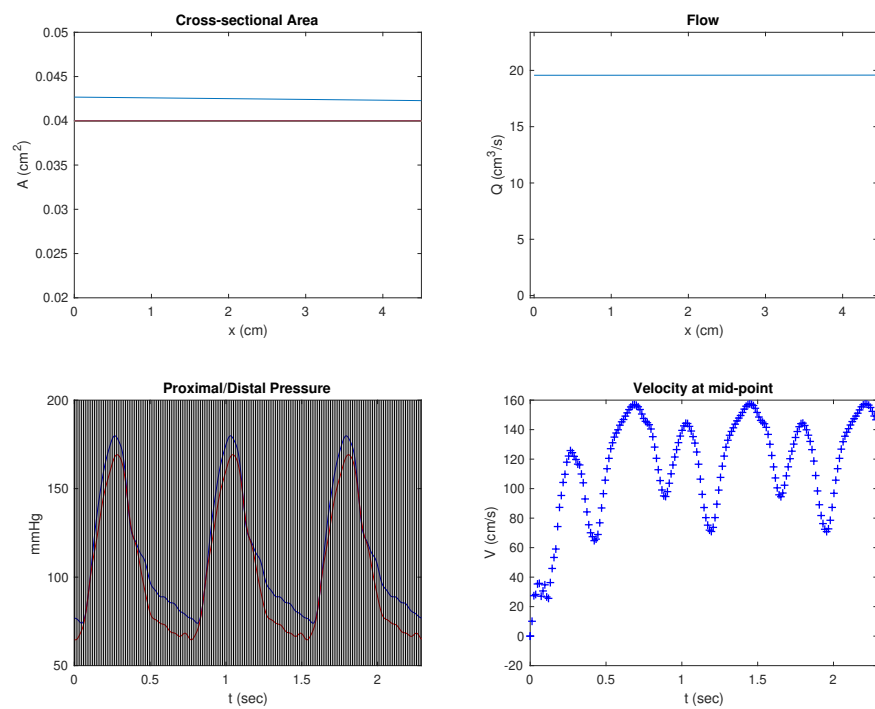 Cross-sectional Area
0.05
0.045
0.04
0.035
0.03
0.025
0.02
A (cm2)
0 1 2 3 4
x (cm)
Flow
20
15
10
5
0
Q (cm3/s)
0 1 2 3 4
x (cm)
Proximal/Distal Pressure
200
150
100
50
mmHg
0 0.5 1 1.5 2
t (sec)
Velocity at mid-point
160
140
120
100
80
60
40
20
0
-20
V (cm/s)
0 0.5 1 1.5 2
t (sec)